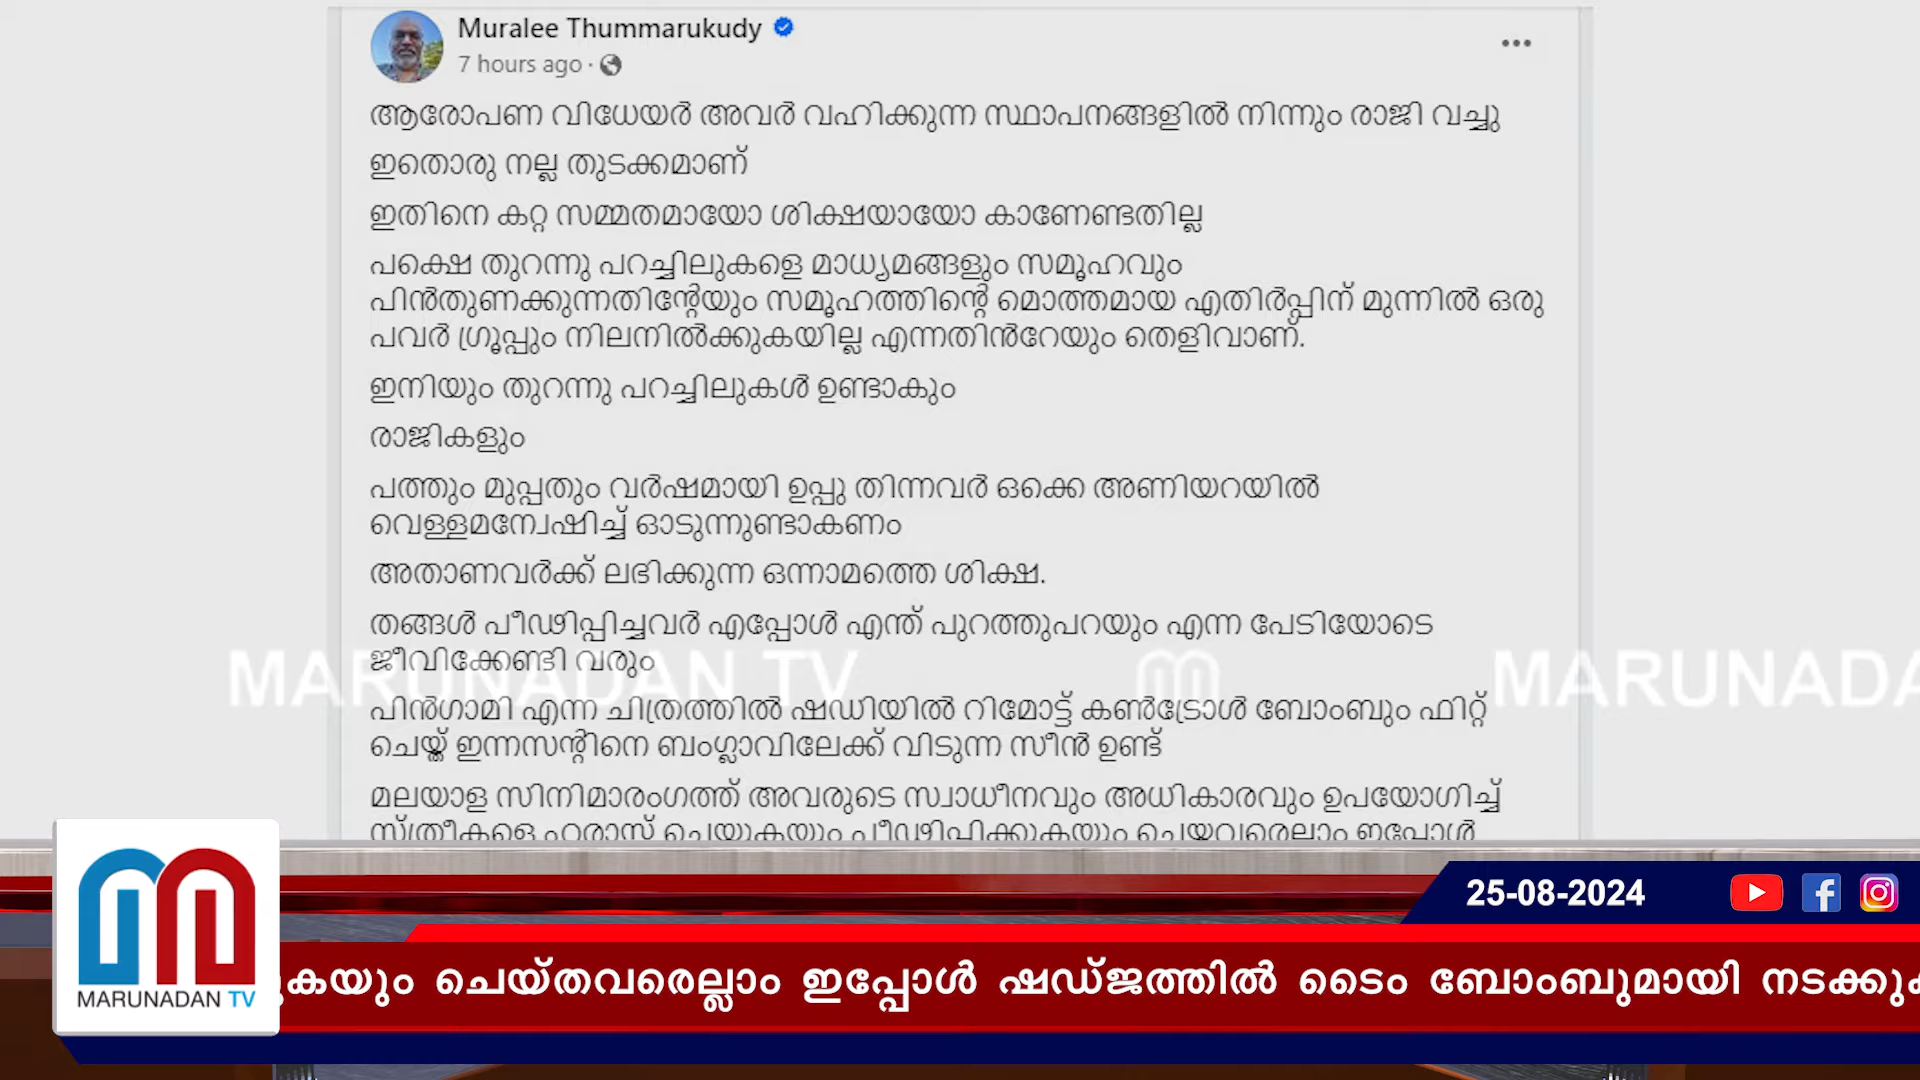 Muralee Thummarukudy
7 hours ago ·
ആരോപണ വിധേയർ അവർ വഹിക്കുന്ന സ്ഥാപനങ്ങളിൽ നിന്നും രാജി വച്ചു
ഇതൊരു നല്ല തുടക്കമാണ്
ഇതിനെ കുറ്റ സമ്മതമായോ ശിക്ഷയായോ കാണേണ്ടതില്ല
പക്ഷെ തുറന്നു പറച്ചിലുകളെ മാധ്യമങ്ങളും സമൂഹവും
പിൻതുണക്കുന്നതിന്റേയും സമൂഹത്തിന്റെ മൊത്തമായ എതിർപ്പിന് മുന്നിൽ ഒരു
പവർ ഗ്രൂപ്പും നിലനിൽക്കുകയില്ല എന്നതിൻറേയും തെളിവാണ്.
ഇനിയും തുറന്നു പറച്ചിലുകൾ ഉണ്ടാകും
രാജികളും
പത്തും മുപ്പതും വർഷമായി ഉപ്പു തിന്നവർ ഒക്കെ അണിയറയിൽ
വെള്ളമന്വേഷിച്ച് ഓടുന്നുണ്ടാകണം
അതാണവർക്ക് ലഭിക്കുന്ന ഒന്നാമത്തെ ശിക്ഷ.
തങ്ങൾ പീഢിപ്പിച്ചവർ എപ്പോൾ എന്ത് പുറത്തുപറയും എന്ന പേടിയോടെ
ജീവിക്കേണ്ടി വരും
MARUNADAN TV
MARUNADA
പിൻഗാമി എന്ന ചിത്രത്തിൽ ഷഡിയിൽ റിമോട്ട് കൺട്രോൾ ബോംബും ഫിറ്റ്
ചെയ്ത് ഇന്നസന്റിനെ ബംഗ്ലാവിലേക്ക് വിടുന്ന സീൻ ഉണ്ട്
മലയാള സിനിമാരംഗത്ത് അവരുടെ സ്വാധീനവും അധികാരവും ഉപയോഗിച്ച്
സ്ത്രീകളെ ഹരാസ് ചെയ്യുകയും പീഢിപ്പിക്കുകയും ചെയ്തവരെല്ലാം ഇപ്പോൾ
25-08-2024
കയും ചെയ്തവരെല്ലാം ഇപ്പോൾ ഷഡ്ജത്തിൽ ടൈം ബോംബുമായി നടക്കുക
MARUNADAN TV